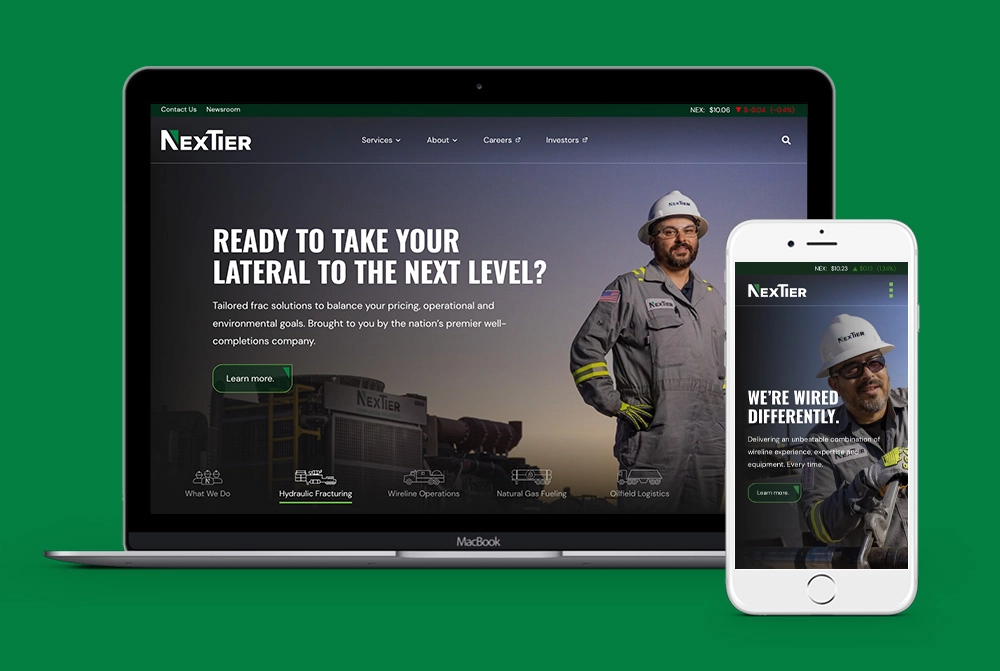 Contact Us Newsroom
NEX: $10.06 ▼ $-0.04 (-0.4%)
NEXTIER
Services About Careers Investors
READY TO TAKE YOUR
LATERAL TO THE NEXT LEVEL?
Tailored frac solutions to balance your pricing, operational and
environmental goals. Brought to you by the nation's premier well-
completions company.
Learn more.
NEXTIER
NEXTIER
NEXTIER
What We Do
Hydraulic Fracturing
Wireline Operations
Natural Gas Fueling
Oilfield Logistics
MacBook
NEX: $10.23 ▲ $0.13 (1.34%)
NEXTIER
NEXTIER
WE'RE WIRED
DIFFERENTLY.
Delivering an unbeatable combination of
wireline experience, expertise and
equipment. Every time.
Learn more.